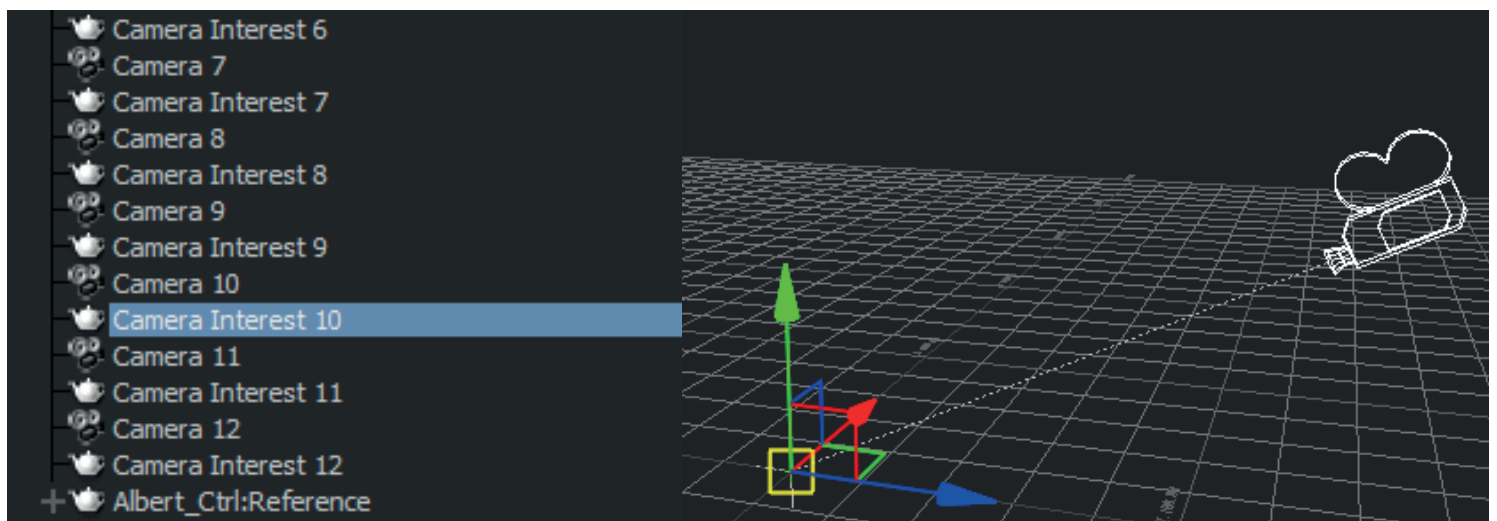 Camera Interest 6
Camera 7
Camera Interest 7
Camera 8
Camera Interest 8
Camera 9
Camera Interest 9
Camera 10
Camera Interest 10
Camera 11
Camera Interest 11
Camera 12
Camera Interest 12
Albert_Ctrl:Reference